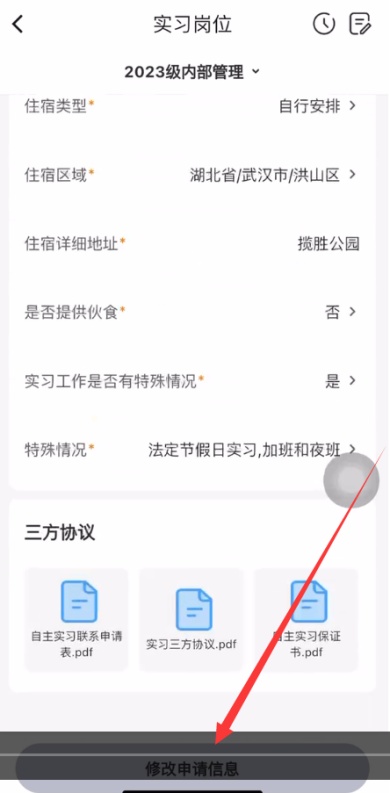 实习岗位
2023级内部管理
住宿类型* 自行安排
住宿区域* 湖北省/武汉市/洪山区
住宿详细地址* 揽胜公园
是否提供伙食* 否
实习工作是否有特殊情况* 是
特殊情况* 法定节假日实习,加班和夜班
三方协议
自主实习联系申请
表.pdf
实习三方协议.pdf
自主实习保证
书.pdf
修改申请信息